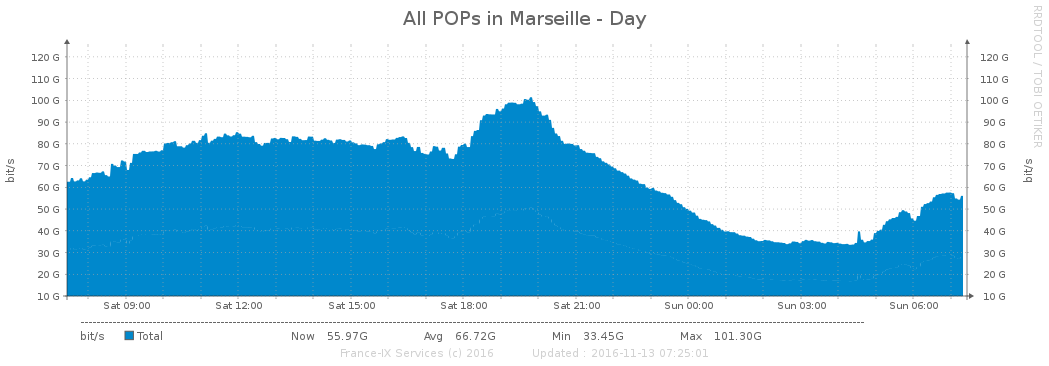 All POPs in Marseille - Day
RRDTOOL / TOBI OETIKER
120 G 120 G
110 G 110 G
100 G 100 G
90 G 90 G
80 G 80 G
70 G 70 G
60 G 60 G
50 G 50 G
40 G 40 G
30 G 30 G
20 G 20 G
10 G 10 G
bit/s bit/s
Sat 09:00 Sat 12:00 Sat 15:00 Sat 18:00 Sat 21:00 Sun 00:00 Sun 03:00 Sun 06:00
bit/s Total Now 55.97G Avg 66.72G Min 33.45G Max 101.30G
France-IX Services (c) 2016 Updated : 2016-11-13 07:25:01